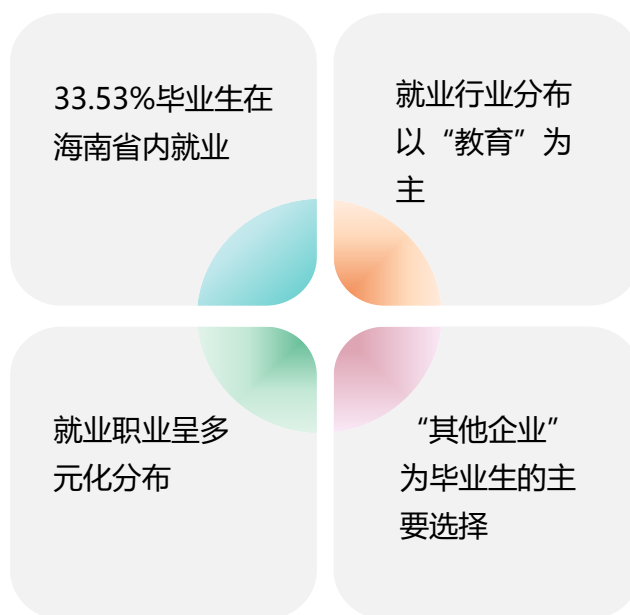 33.53%毕业生在
海南省内就业
就业行业分布
以“教育”为
主
就业职业呈多
元化分布
“其他企业”
为毕业生的主
要选择